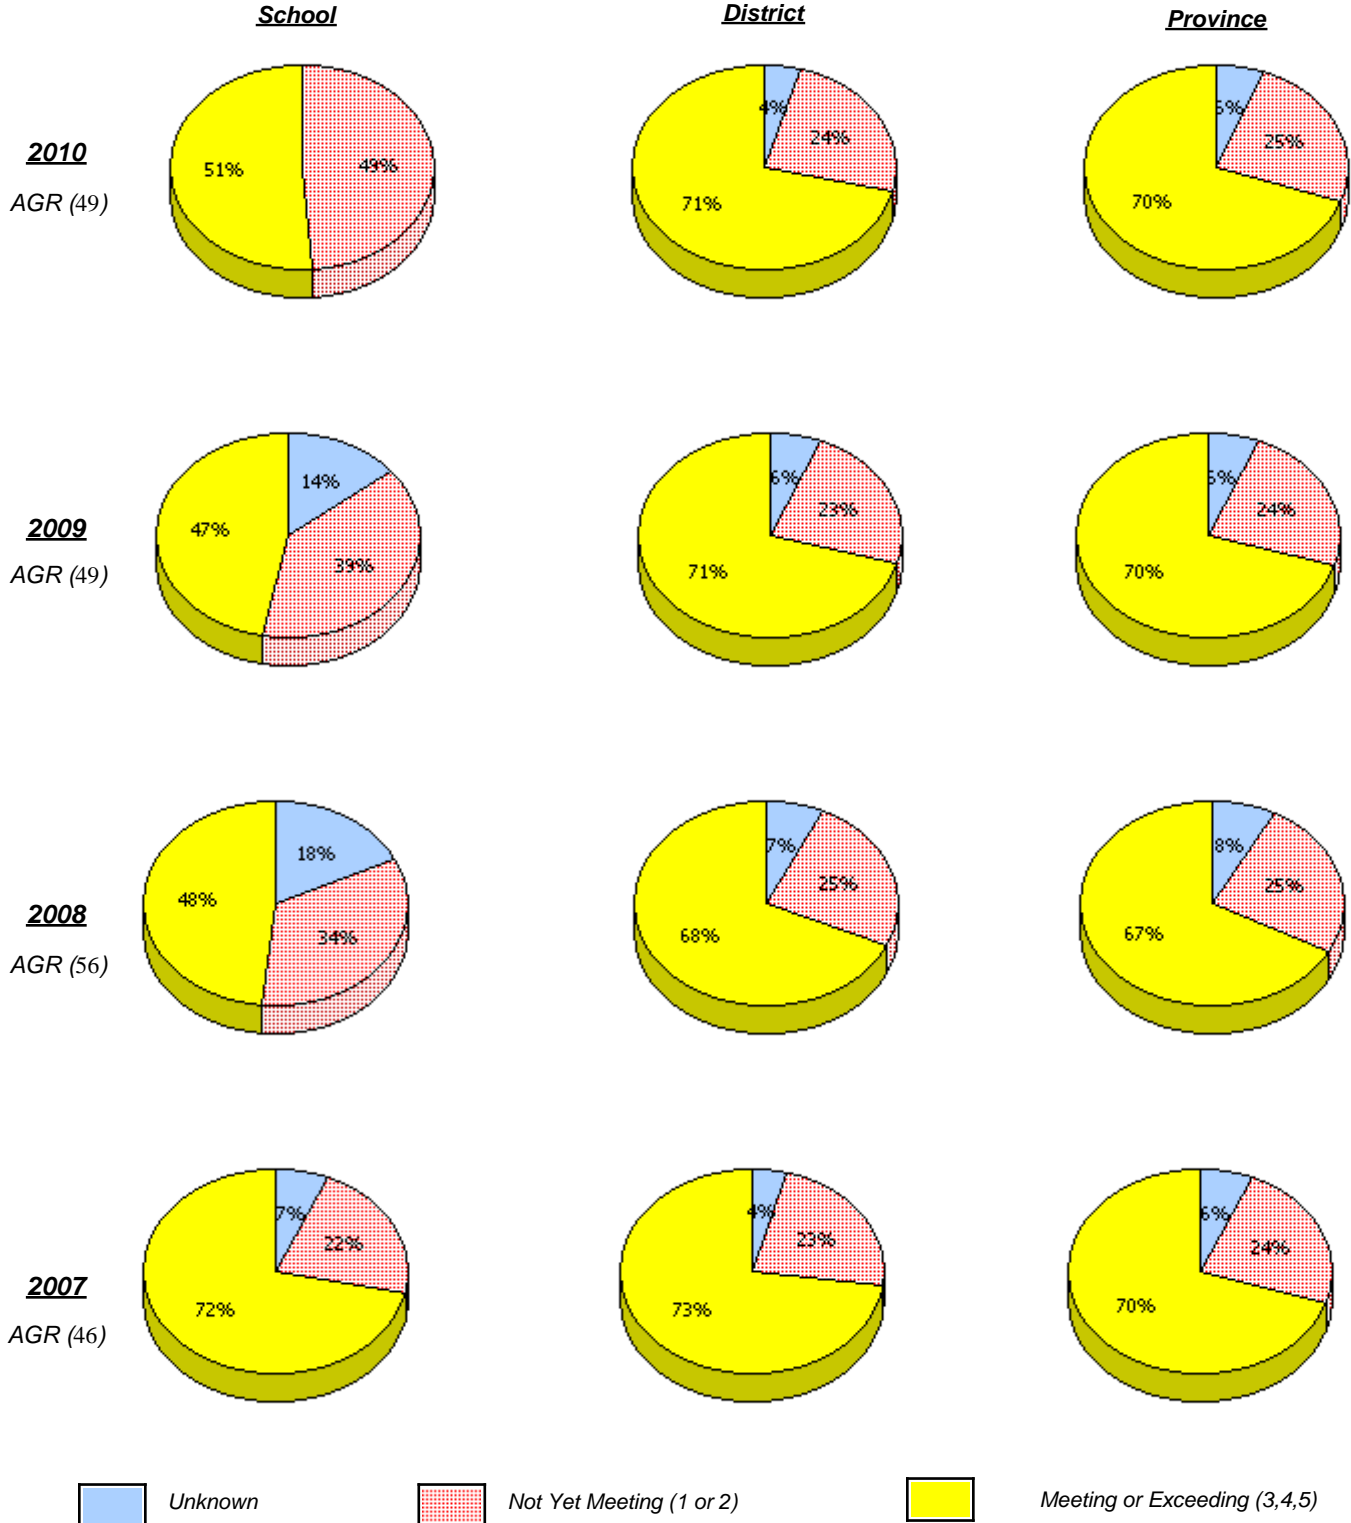 School District Province
2010
AGR (49)
51% 49%
4% 24% 71%
25% 70%
2009
AGR (49)
14% 39% 47%
6% 23% 71%
24% 70%
2008
AGR (56)
18% 34% 48%
7% 25% 68%
8% 25% 67%
2007
AGR (46)
7% 22% 72%
4% 23% 73%
6% 24% 70%
Unknown Not Yet Meeting (1 or 2) Meeting or Exceeding (3,4,5)